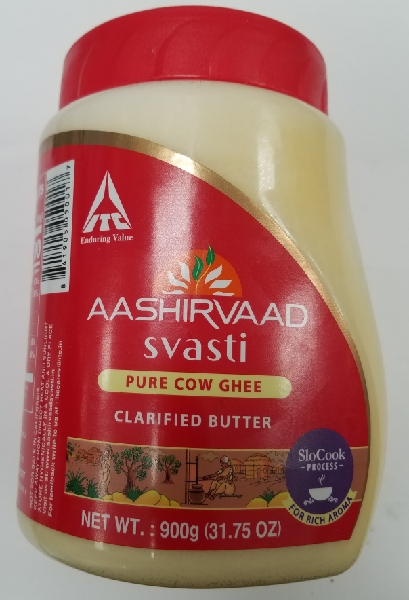 ITC
Enduring Value
AASHIRVAAD
svasti
PURE COW GHEE
CLARIFIED BUTTER
SloCook
PROCESS
FOR RICH AROMA
NET WT. : 900g (31.75 OZ)